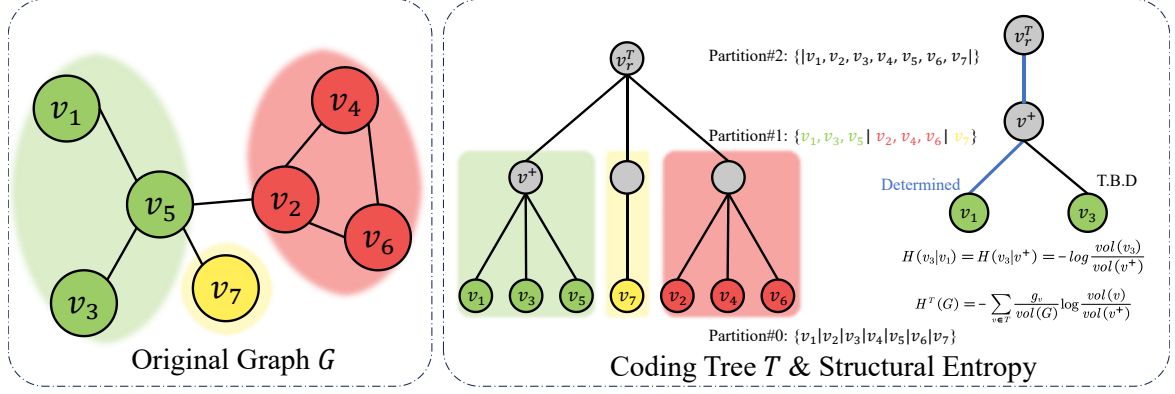 v₁
v₄
v₅
v₂
v₆
v₃
v₇
Original Graph G
v_r^T
v⁺
v₁
v₃
v₅
v₇
v₂
v₄
v₆
Partition#2: {|v₁, v₂, v₃, v₄, v₅, v₆, v₇|}
Partition#1: {v₁, v₃, v₅| v₂, v₄, v₆| v₇}
Partition#0: {v₁|v₂|v₃|v₄|v₅|v₆|v₇}
v_r^T
v⁺
Determined
T.B.D
v₁
v₃
H(v₃|v₁) = H(v₃|v⁺) = −log vol(v₃)/vol(v⁺)
H^T(G) = − ∑_{v∈T} g_v/vol(G) log vol(v)/vol(v⁺)
Coding Tree T & Structural Entropy